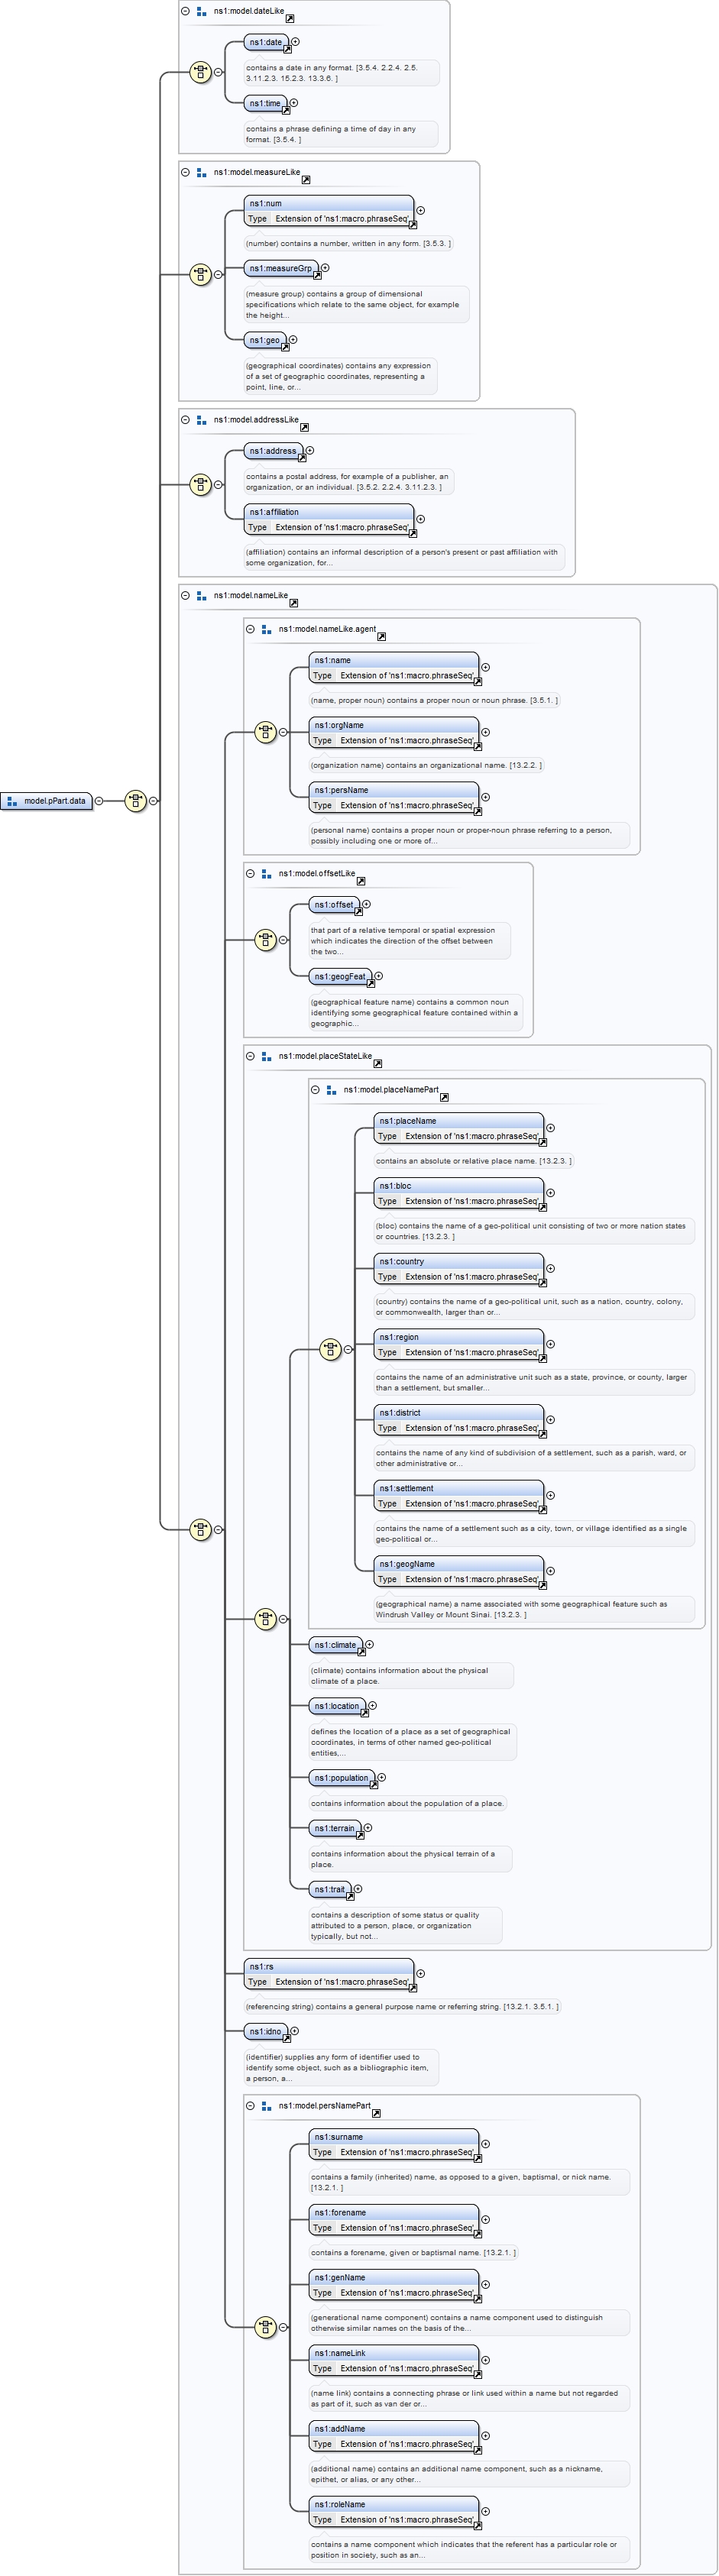 ns1:model.dateLike
ns1:date
contains a date in any format. [3.5.4. 2.2.4. 2.5.
3.11.2.3. 15.2.3. 13.3.6. ]
ns1:time
contains a phrase defining a time of day in any
format. [3.5.4. ]
ns1:model.measureLike
ns1:num
Type Extension of 'ns1:macro.phraseSeq'
(number) contains a number, written in any form. [3.5.3. ]
ns1:measureGrp
(measure group) contains a group of dimensional
specifications which relate to the same object, for example
the height...
ns1:geo
(geographical coordinates) contains any expression
of a set of geographic coordinates, representing a
point, line, or...
ns1:model.addressLike
ns1:address
contains a postal address, for example of a publisher, an
organization, or an individual. [3.5.2. 2.2.4. 3.11.2.3. ]
ns1:affiliation
Type Extension of 'ns1:macro.phraseSeq'
(affiliation) contains an informal description of a person's present or past affiliation with
some organization, for...
ns1:model.nameLike
ns1:model.nameLike.agent
ns1:name
Type Extension of 'ns1:macro.phraseSeq'
(name, proper noun) contains a proper noun or noun phrase. [3.5.1. ]
ns1:orgName
Type Extension of 'ns1:macro.phraseSeq'
(organization name) contains an organizational name. [13.2.2. ]
ns1:persName
Type Extension of 'ns1:macro.phraseSeq'
(personal name) contains a proper noun or proper-noun phrase referring to a person,
possibly including one or more of...
model.pPart.data
ns1:model.offsetLike
ns1:offset
that part of a relative temporal or spatial expression
which indicates the direction of the offset between
the two...
ns1:geogFeat
(geographical feature name) contains a common noun
identifying some geographical feature contained within a
geographic...
ns1:model.placeStateLike
ns1:model.placeNamePart
ns1:placeName
Type Extension of 'ns1:macro.phraseSeq'
contains an absolute or relative place name. [13.2.3. ]
ns1:bloc
Type Extension of 'ns1:macro.phraseSeq'
(bloc) contains the name of a geo-political unit consisting of two or more nation states
or countries. [13.2.3. ]
ns1:country
Type Extension of 'ns1:macro.phraseSeq'
(country) contains the name of a geo-political unit, such as a nation, country, colony,
or commonwealth, larger than or...
ns1:region
Type Extension of 'ns1:macro.phraseSeq'
contains the name of an administrative unit such as a state, province, or county, larger
than a settlement, but smaller...
ns1:district
Type Extension of 'ns1:macro.phraseSeq'
contains the name of any kind of subdivision of a settlement, such as a parish, ward, or
other administrative or...
ns1:settlement
Type Extension of 'ns1:macro.phraseSeq'
contains the name of a settlement such as a city, town, or village identified as a single
geo-political or...
ns1:geogName
Type Extension of 'ns1:macro.phraseSeq'
(geographical name) a name associated with some geographical feature such as
Windrush Valley or Mount Sinai. [13.2.3. ]
ns1:climate
(climate) contains information about the physical
climate of a place.
ns1:location
defines the location of a place as a set of geographical
coordinates, in terms of other named geo-political
entities,...
ns1:population
contains information about the population of a place.
ns1:terrain
contains information about the physical terrain of a
place.
ns1:trait
contains a description of some status or quality
attributed to a person, place, or organization
typically, but not...
ns1:rs
Type Extension of 'ns1:macro.phraseSeq'
(referencing string) contains a general purpose name or referring string. [13.2.1. 3.5.1. ]
ns1:idno
(identifier) supplies any form of identifier used to
identify some object, such as a bibliographic item,
a person, a...
ns1:model.persNamePart
ns1:surname
Type Extension of 'ns1:macro.phraseSeq'
contains a family (inherited) name, as opposed to a given, baptismal, or nick name.
[13.2.1. ]
ns1:forename
Type Extension of 'ns1:macro.phraseSeq'
contains a forename, given or baptismal name. [13.2.1. ]
ns1:genName
Type Extension of 'ns1:macro.phraseSeq'
(generational name component) contains a name component used to distinguish
otherwise similar names on the basis of the...
ns1:nameLink
Type Extension of 'ns1:macro.phraseSeq'
(name link) contains a connecting phrase or link used within a name but not regarded
as part of it, such as van der or...
ns1:addName
Type Extension of 'ns1:macro.phraseSeq'
(additional name) contains an additional name component, such as a nickname,
epithet, or alias, or any other...
ns1:roleName
Type Extension of 'ns1:macro.phraseSeq'
contains a name component which indicates that the referent has a particular role or
position in society, such as an...